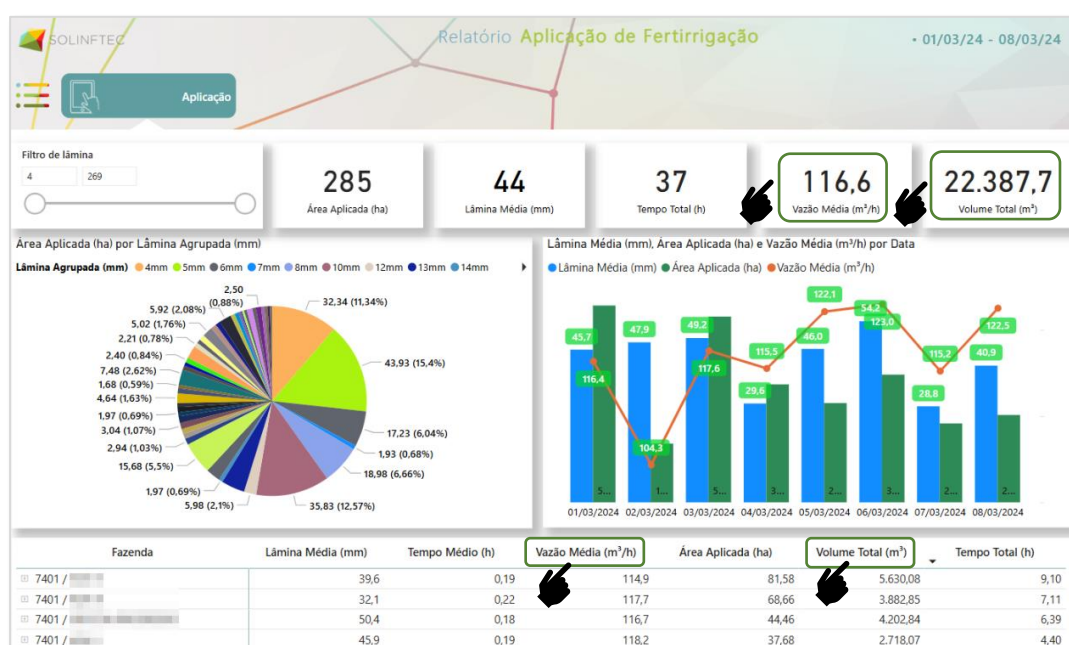 SOLINFTEC
Relatório Aplicação de Fertirrigação
• 01/03/24 - 08/03/24
Aplicação
Filtro de lâmina
4 269
285
Área Aplicada (ha)
44
Lâmina Média (mm)
37
Tempo Total (h)
116,6
Vazão Média (m³/h)
22.387,7
Volume Total (m³)
Área Aplicada (ha) por Lâmina Agrupada (mm)
Lâmina Agrupada (mm) 4mm 5mm 6mm 7mm 8mm 10mm 12mm 13mm 14mm
2,50
(0,88%)
32,34 (11,34%)
5,92 (2,08%)
5,02 (1,76%)
2,21 (0,78%)
43,93 (15,4%)
2,40 (0,84%)
7,48 (2,62%)
1,68 (0,59%)
4,64 (1,63%)
1,97 (0,69%)
3,04 (1,07%)
17,23 (6,04%)
2,94 (1,03%)
1,93 (0,68%)
15,68 (5,5%)
18,98 (6,66%)
1,97 (0,69%)
5,98 (2,1%)
35,83 (12,57%)
Lâmina Média (mm), Área Aplicada (ha) e Vazão Média (m³/h) por Data
Lâmina Média (mm) Área Aplicada (ha) Vazão Média (m³/h)
45,7 47,9 49,2 29,6 46,0 54,2 28,8 40,9
116,4 104,3 117,6 115,5 122,1 123,0 115,2 122,5
5... 1... 5... 3... 2... 3... 2... 2...
01/03/2024 02/03/2024 03/03/2024 04/03/2024 05/03/2024 06/03/2024 07/03/2024 08/03/2024
Fazenda Lâmina Média (mm) Tempo Médio (h) Vazão Média (m³/h) Área Aplicada (ha) Volume Total (m³) Tempo Total (h)
7401 / 39,6 0,19 114,9 81,58 5.630,08 9,10
7401 / 32,1 0,22 117,7 68,66 3.882,85 7,11
7401 / 50,4 0,18 116,7 44,46 4.202,84 6,39
7401 / 45,9 0,19 118,2 37,68 2.718,07 4,40